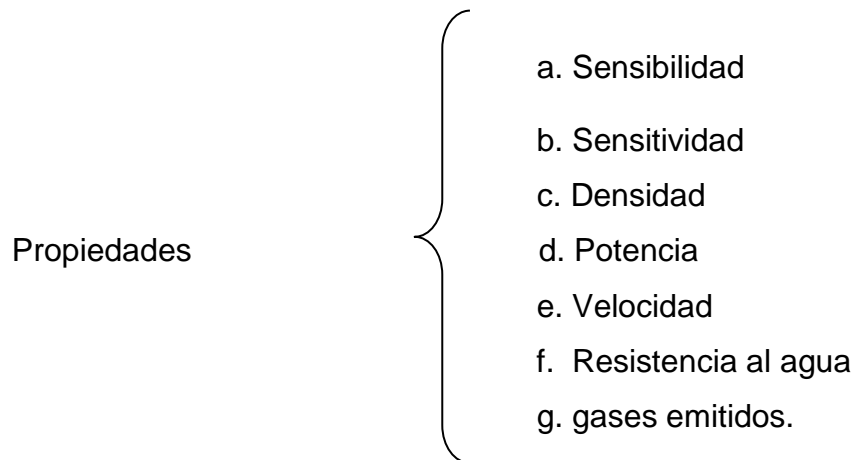 a. Sensibilidad
b. Sensitividad
c. Densidad
Propiedades
d. Potencia
e. Velocidad
f. Resistencia al agua
g. gases emitidos.